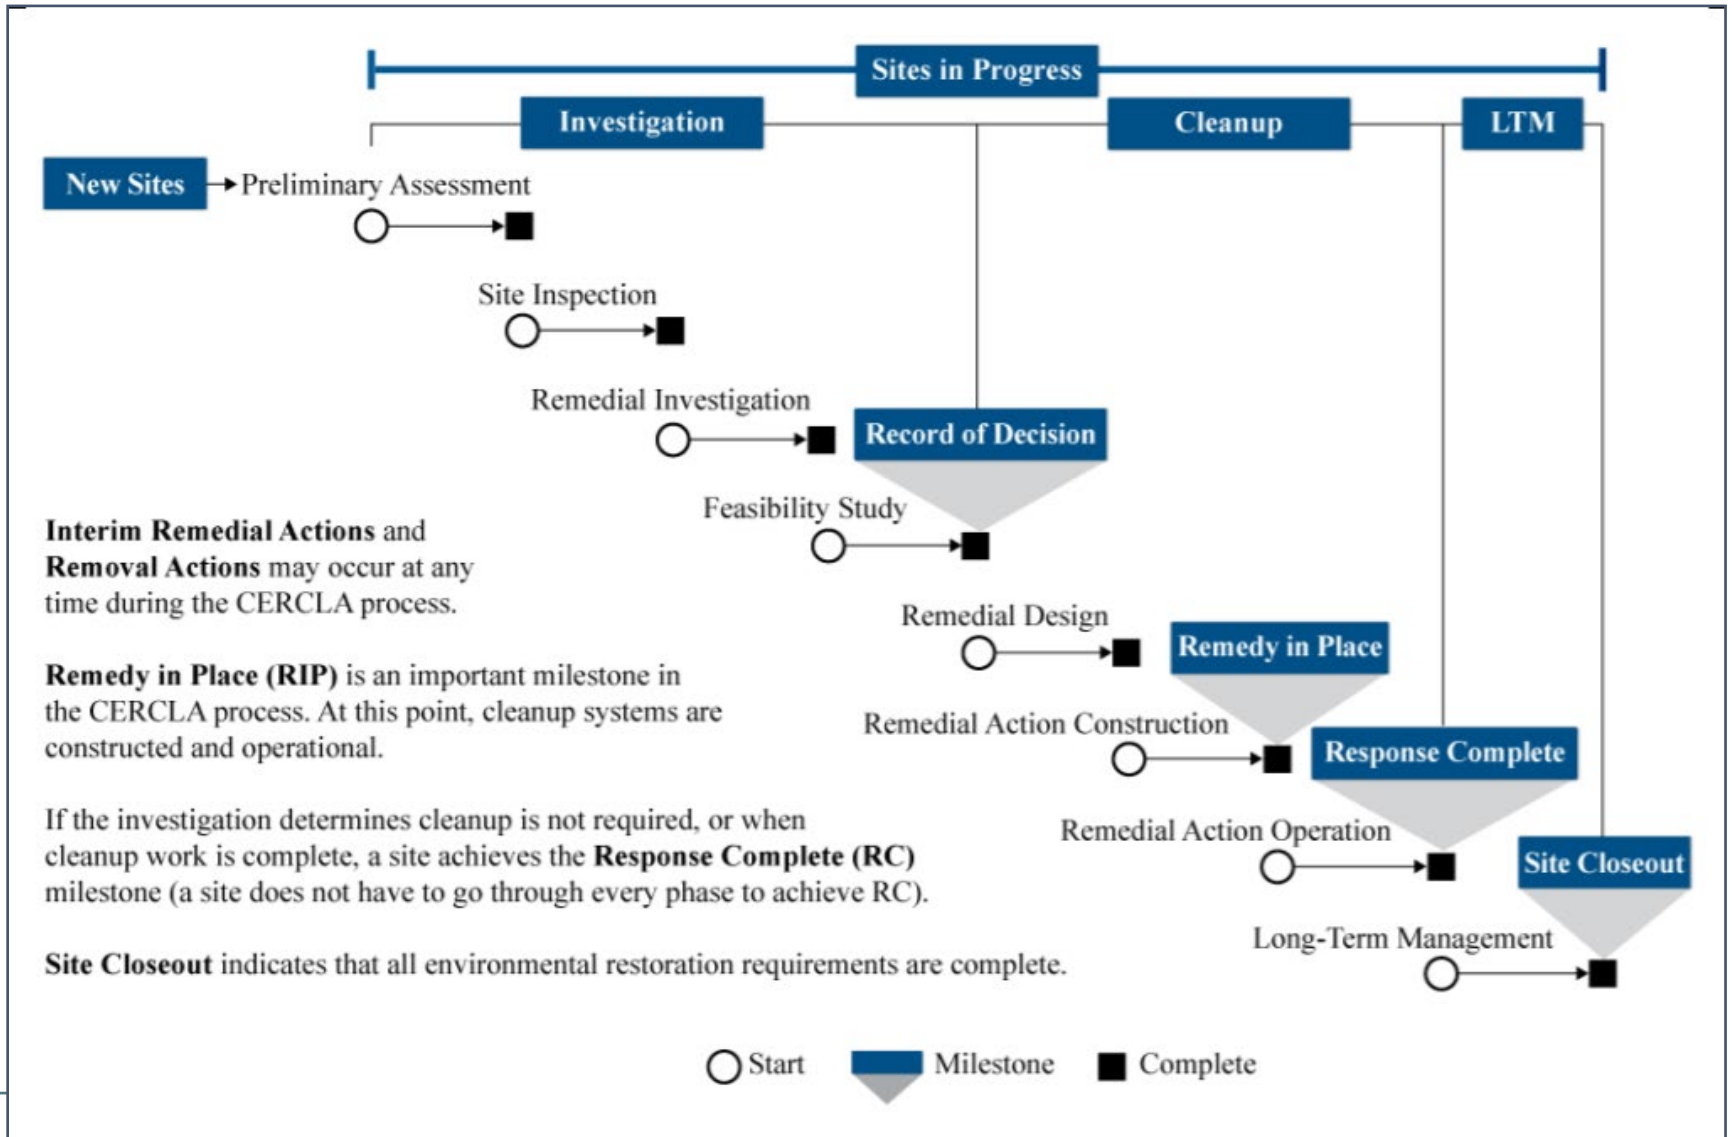 Sites in Progress
Investigation
Cleanup
LTM
New Sites
Preliminary Assessment
Site Inspection
Remedial Investigation
Record of Decision
Feasibility Study
Interim Remedial Actions and
Removal Actions may occur at any
time during the CERCLA process.
Remedial Design
Remedy in Place
Remedy in Place (RIP) is an important milestone in
the CERCLA process. At this point, cleanup systems are
constructed and operational.
Remedial Action Construction
Response Complete
If the investigation determines cleanup is not required, or when
cleanup work is complete, a site achieves the Response Complete (RC)
milestone (a site does not have to go through every phase to achieve RC).
Remedial Action Operation
Site Closeout
Long-Term Management
Site Closeout indicates that all environmental restoration requirements are complete.
Start
Milestone
Complete